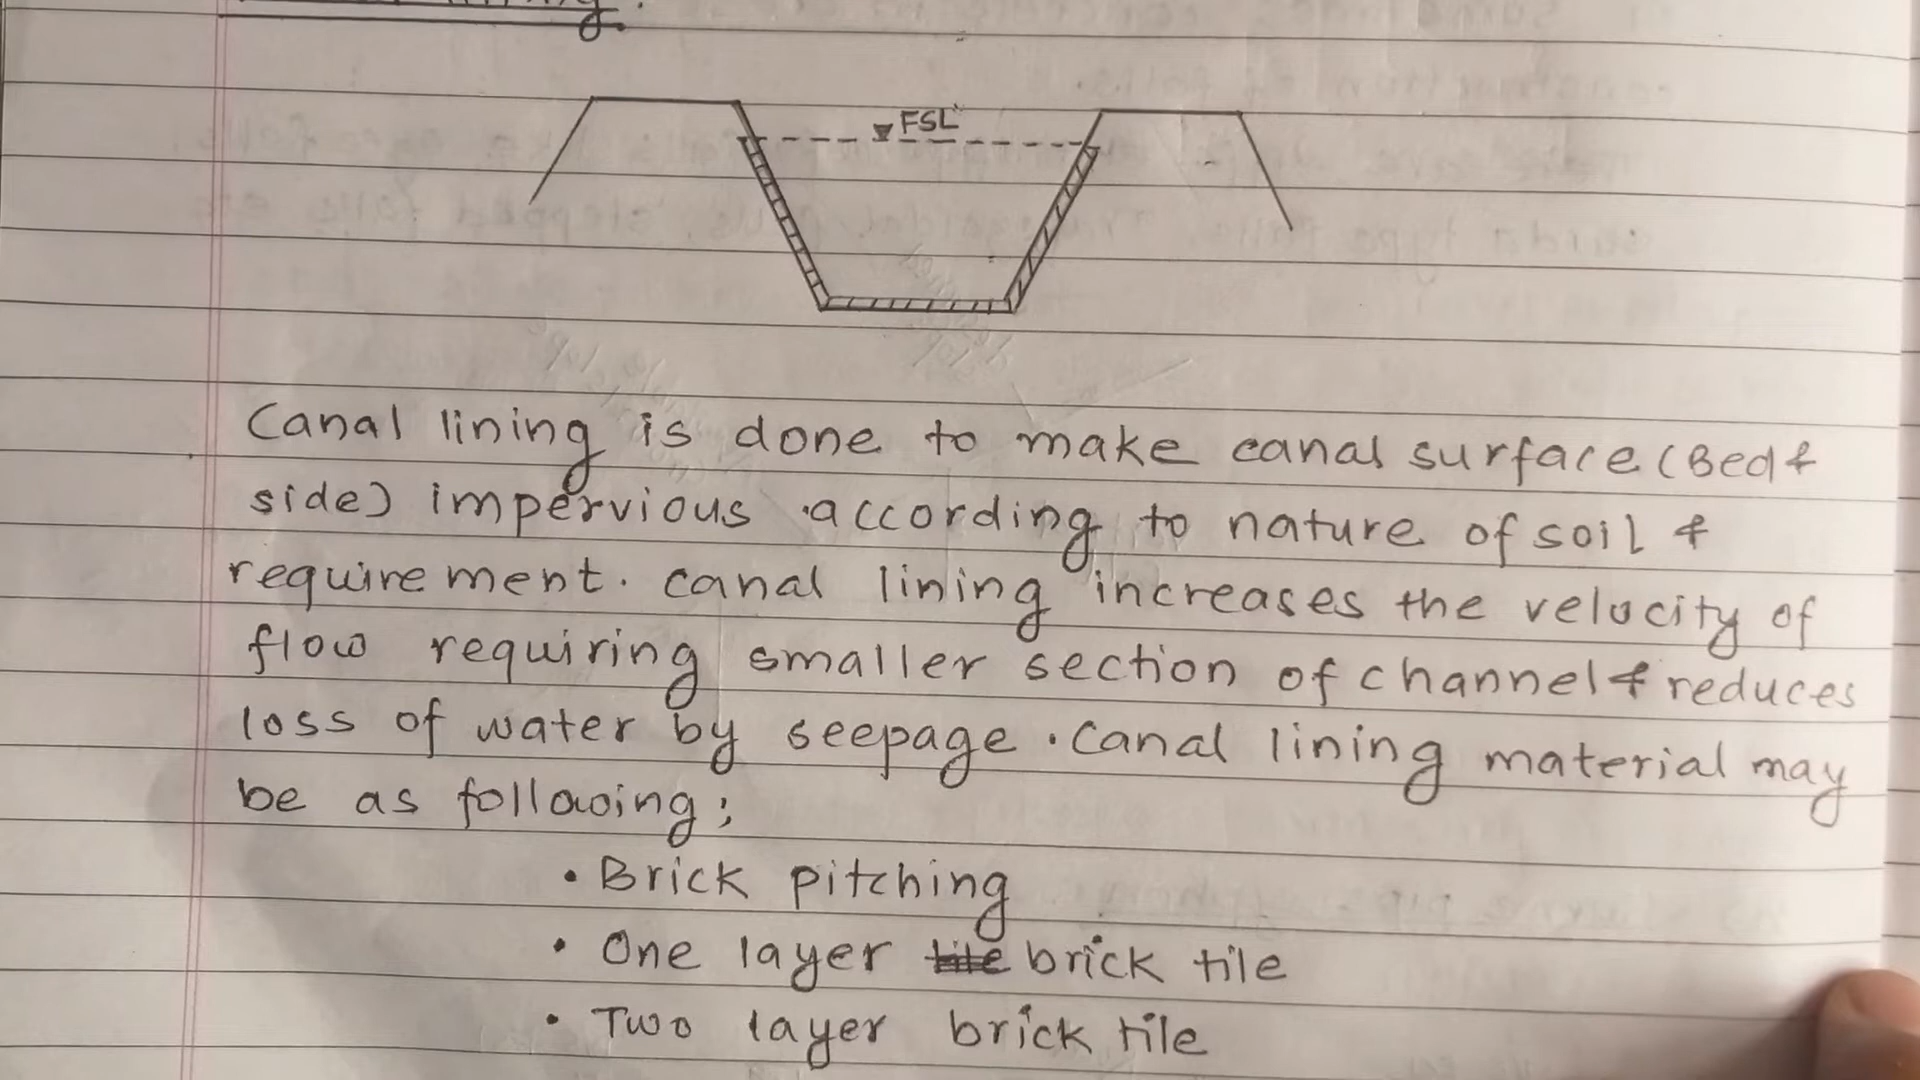 FSL
Canal lining is done to make canal surface (Bed &
side) impervious according to nature of soil &
requirement. canal lining increases the velocity of
flow requiring smaller section of channel & reduces
loss of water by seepage. Canal lining material may
be as following;
• Brick pitching
• One layer brick tile
• Two layer brick tile